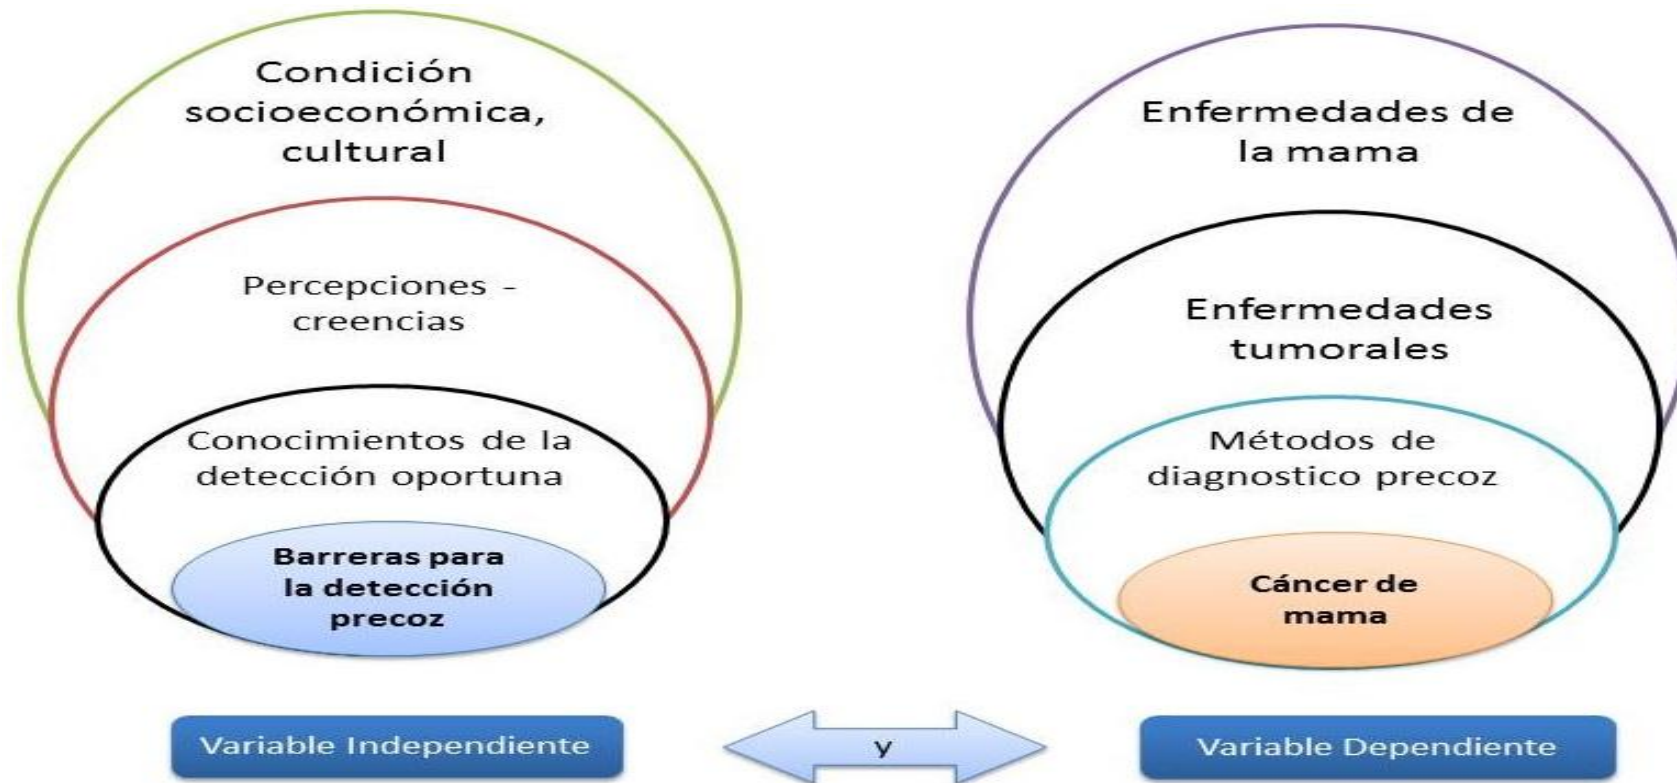 Condición
socioeconómica,
cultural
Percepciones -
creencias
Conocimientos de la
detección oportuna
Barreras para
la detección
precoz
Variable Independiente
y
Enfermedades de
la mama
Enfermedades
tumorales
Métodos de
diagnostico precoz
Cáncer de
mama
Variable Dependiente